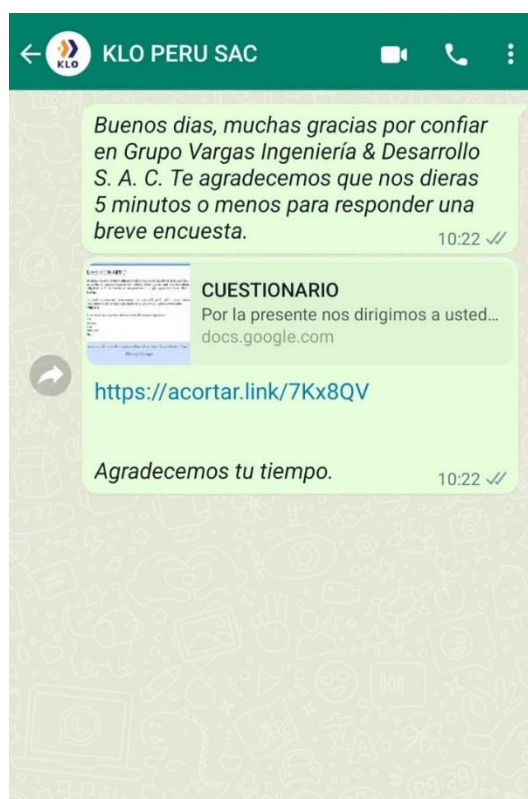 KLO
KLO PERU SAC
Buenos dias, muchas gracias por confiar
en Grupo Vargas Ingeniería & Desarrollo
S. A. C. Te agradecemos que nos dieras
5 minutos o menos para responder una
breve encuesta.
10:22
CUESTIONARIO
Por la presente nos dirigimos a usted...
docs.google.com
https://acortar.link/7Kx8QV
Agradecemos tu tiempo.
10:22